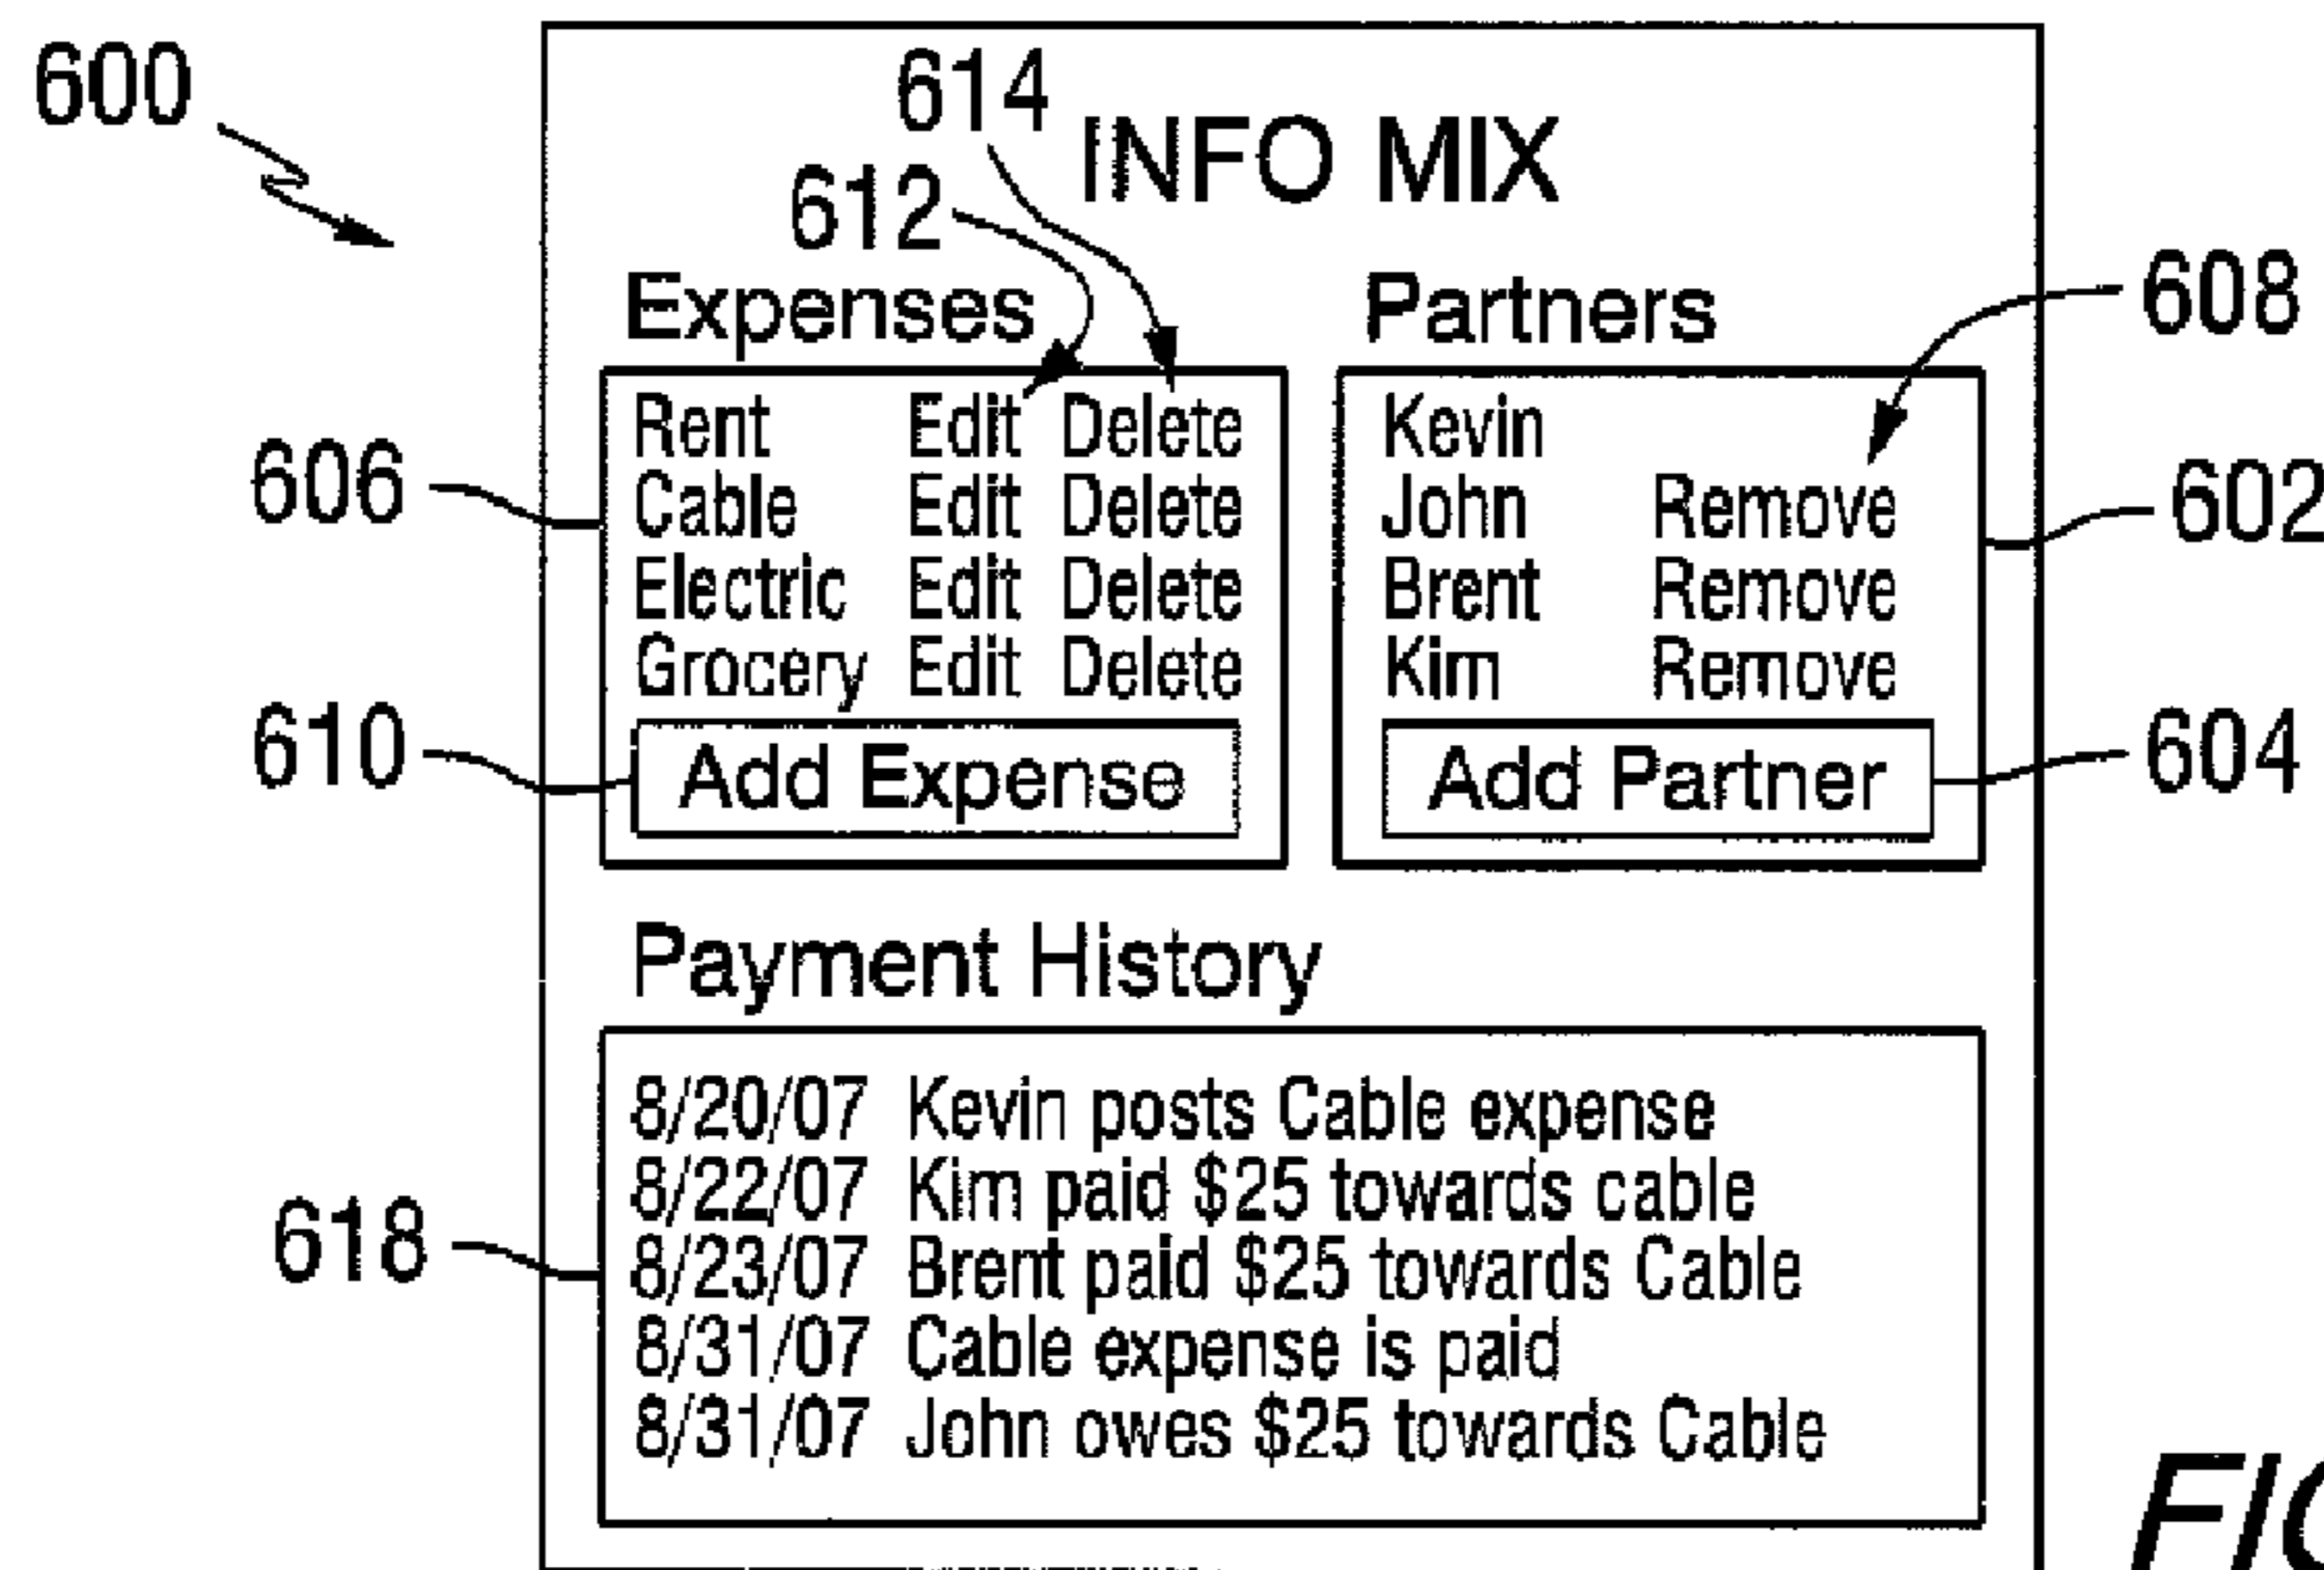 600
614
INFO MIX
612
Expenses
Partners
608
Rent Edit Delete
Cable Edit Delete
Electric Edit Delete
Grocery Edit Delete
Add Expense
606
610
Kevin
John Remove
Brent Remove
Kim Remove
Add Partner
602
604
Payment History
8/20/07 Kevin posts Cable expense
8/22/07 Kim paid $25 towards cable
8/23/07 Brent paid $25 towards Cable
8/31/07 Cable expense is paid
8/31/07 John owes $25 towards Cable
618